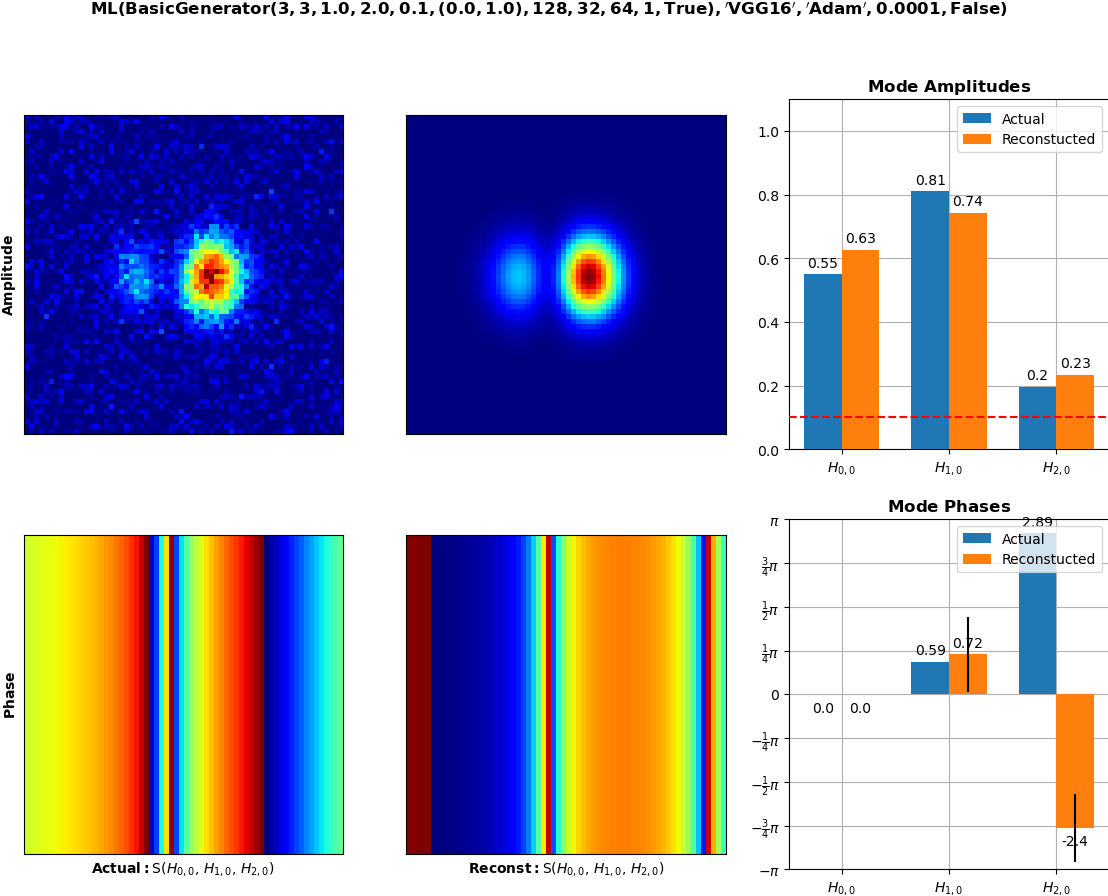 ML(BasicGenerator(3, 3, 1.0, 2.0, 0.1, (0.0, 1.0), 128, 32, 64, 1, True), ′VGG16′, ′Adam′, 0.0001, False)
Amplitude
Mode Amplitudes
Actual
Reconstucted
1.0
0.8
0.6
0.4
0.2
0.0
0.55
0.63
0.81
0.74
0.2
0.23
H0,0
H1,0
H2,0
Phase
Actual: S(H0,0, H1,0, H2,0)
Reconst: S(H0,0, H1,0, H2,0)
Mode Phases
Actual
Reconstucted
π
3/4π
1/2π
1/4π
0
−1/4π
−1/2π
−3/4π
−π
0.0
0.0
0.59
0.72
2.89
-2.4
H0,0
H1,0
H2,0